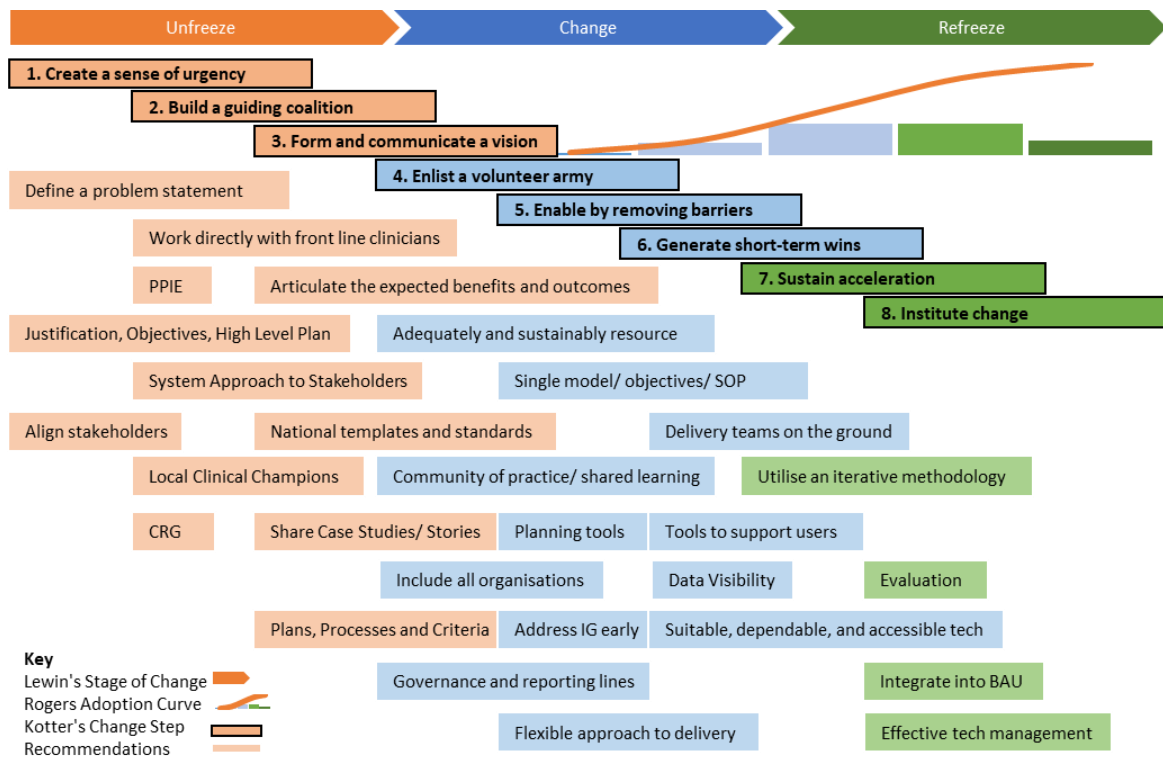 Unfreeze
Change
Refreeze
1. Create a sense of urgency
2. Build a guiding coalition
3. Form and communicate a vision
4. Enlist a volunteer army
Define a problem statement
5. Enable by removing barriers
Work directly with front line clinicians
6. Generate short-term wins
PPIE
Articulate the expected benefits and outcomes
7. Sustain acceleration
8. Institute change
Justification, Objectives, High Level Plan
Adequately and sustainably resource
System Approach to Stakeholders
Single model/ objectives/ SOP
Align stakeholders
National templates and standards
Delivery teams on the ground
Local Clinical Champions
Community of practice/ shared learning
Utilise an iterative methodology
CRG
Share Case Studies/ Stories
Planning tools
Tools to support users
Include all organisations
Data Visibility
Evaluation
Plans, Processes and Criteria
Address IG early
Suitable, dependable, and accessible tech
Governance and reporting lines
Integrate into BAU
Flexible approach to delivery
Effective tech management
Key
Lewin's Stage of Change
Rogers Adoption Curve
Kotter's Change Step
Recommendations